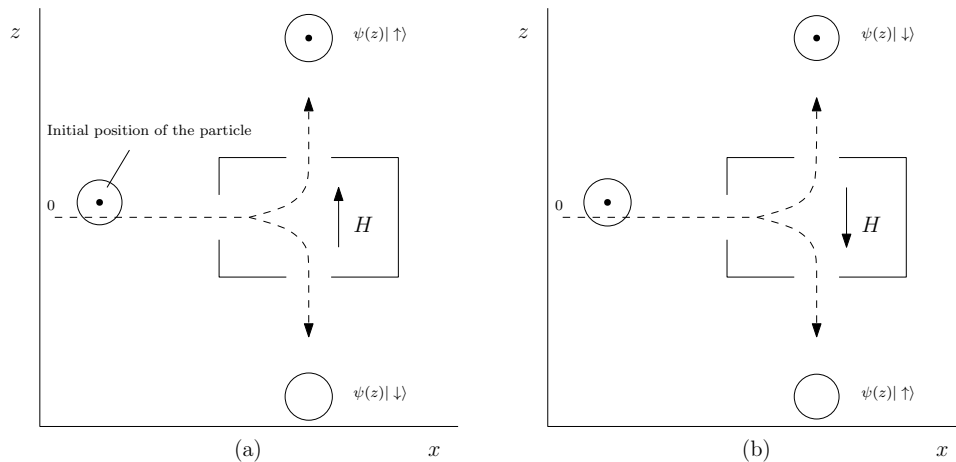 z
ψ(z)| ↑⟩
Initial position of the particle
0
H
ψ(z)| ↓⟩
(a)
x
z
ψ(z)| ↓⟩
0
H
ψ(z)| ↑⟩
(b)
x